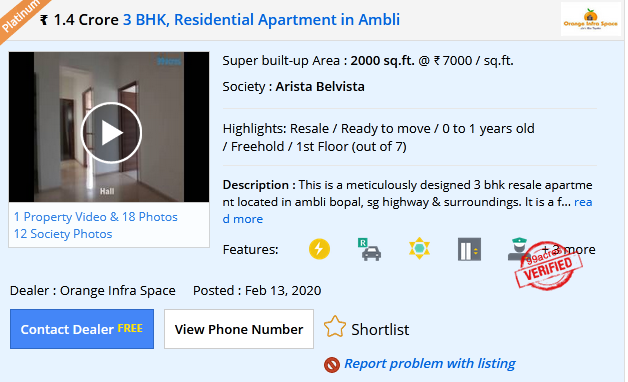 Platinum
₹ 1.4 Crore 3 BHK, Residential Apartment in Ambli
Orange Infra Space
Super built-up Area : 2000 sq.ft. @ ₹ 7000 / sq.ft.
Society : Arista Belvista
Highlights: Resale / Ready to move / 0 to 1 years old
/ Freehold / 1st Floor (out of 7)
Hall
Description : This is a meticulously designed 3 bhk resale apartme
nt located in ambli bopal, sg highway & surroundings. It is a f... rea
d more
1 Property Video & 18 Photos
12 Society Photos
Features:
R
+ 3 more
99acres
VERIFIED
Dealer : Orange Infra Space Posted : Feb 13, 2020
Contact Dealer FREE
View Phone Number
Shortlist
Report problem with listing